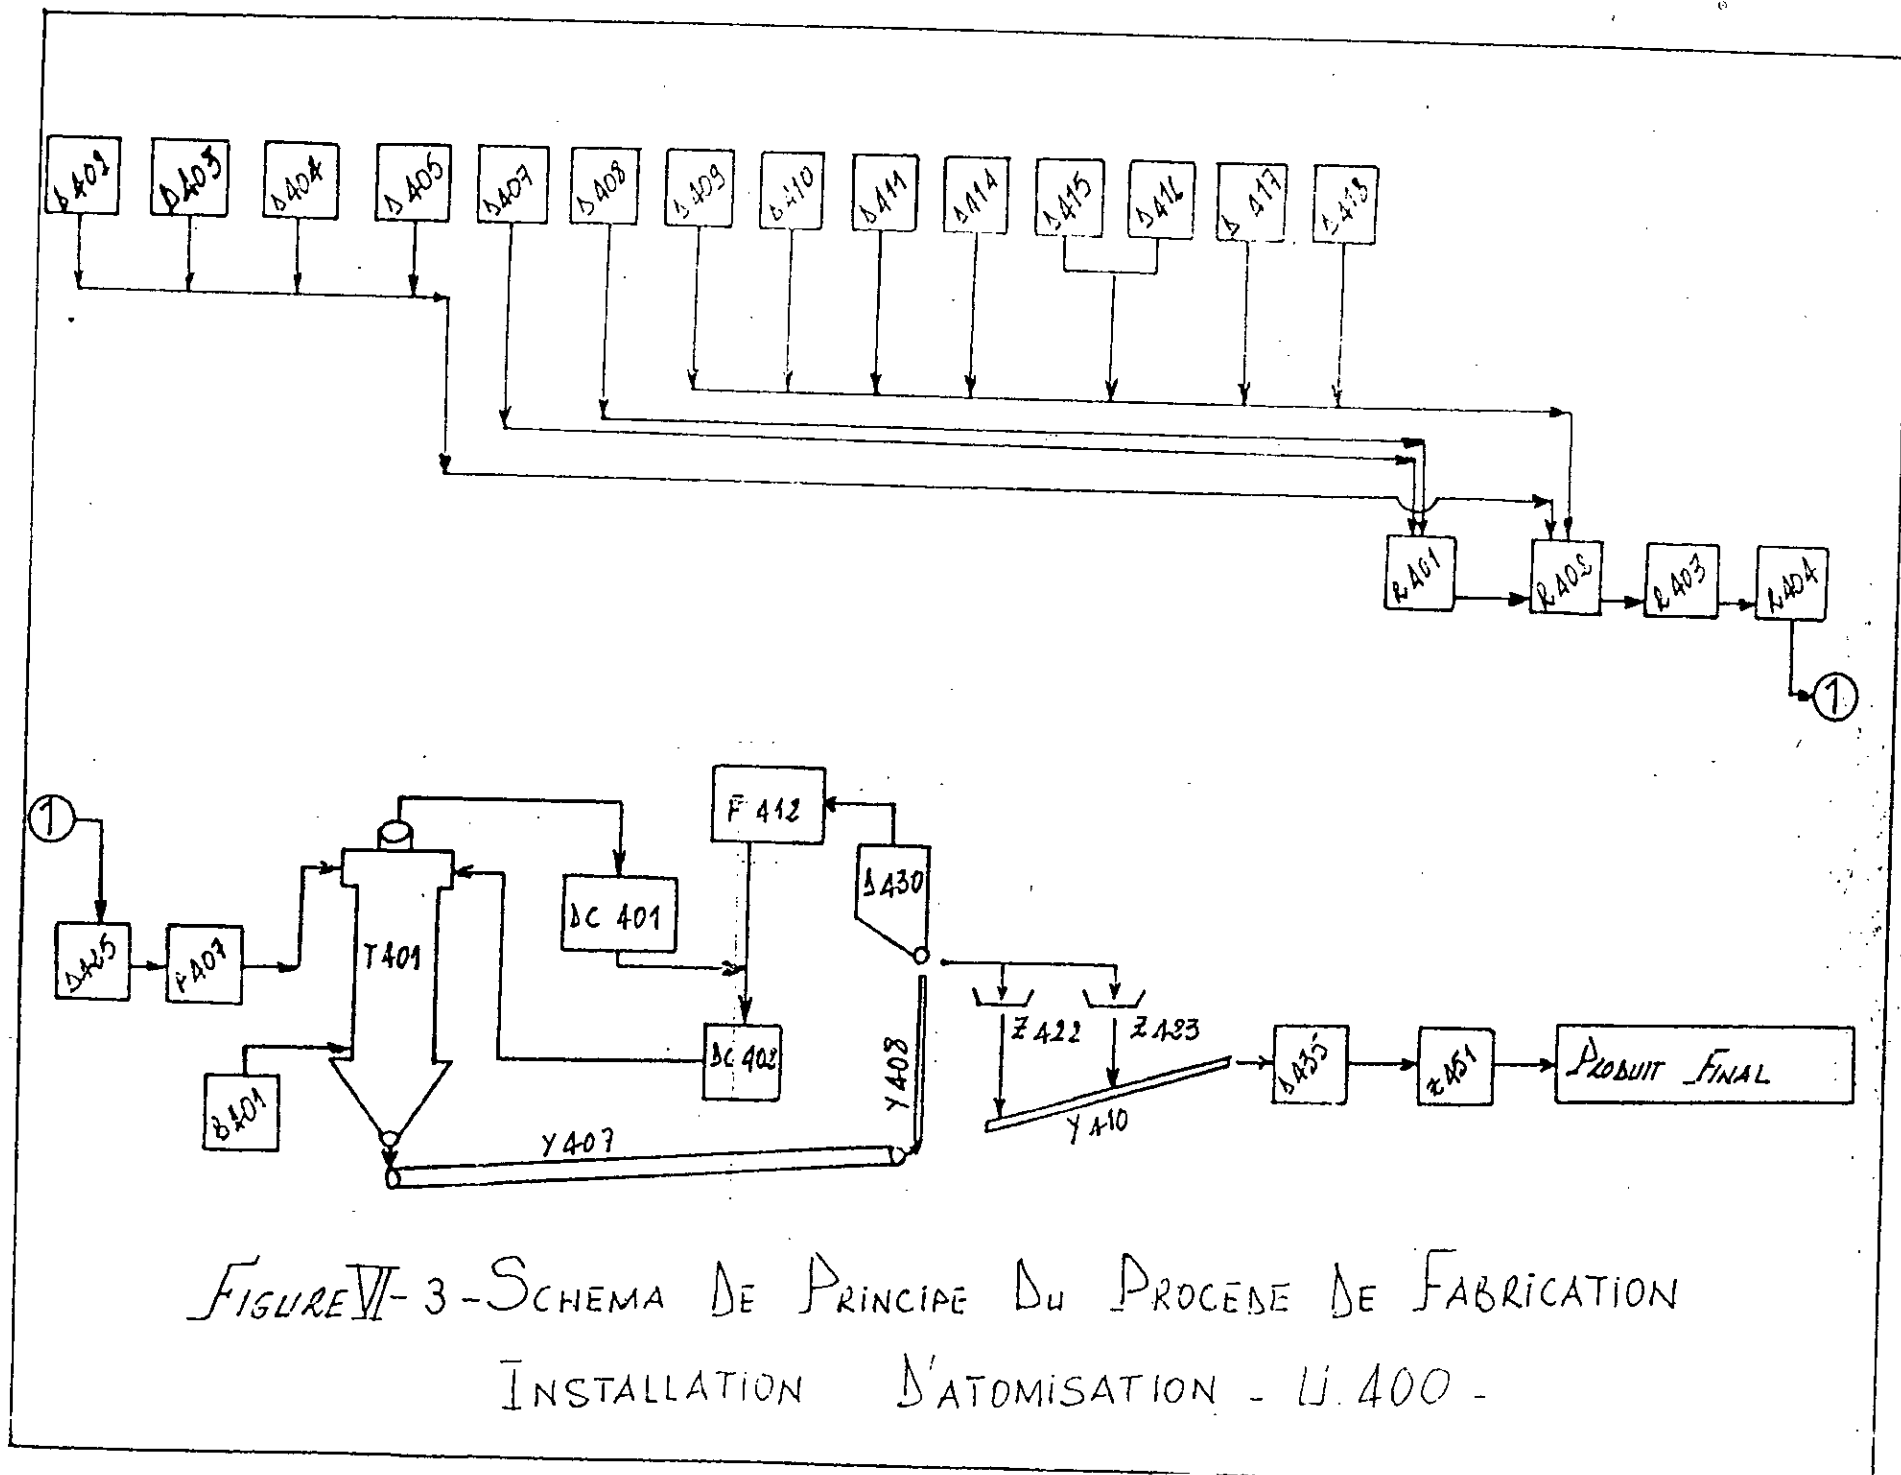 D402 D403 D404 D405 D407 D408 D409 D410 D411 D414 D415 D416 D417 D418
R401 R402 R403 R404
1
1
F 412
D430
DC 401
T401
D425
F407
Z422 Z423
DC 402
Y408
D435
Z451
PRODUIT FINAL
B401
Y410
Y407
FIGURE VI-3-SCHEMA DE PRINCIPE DU PROCEDE DE FABRICATION
INSTALLATION D'ATOMISATION - U.400 -